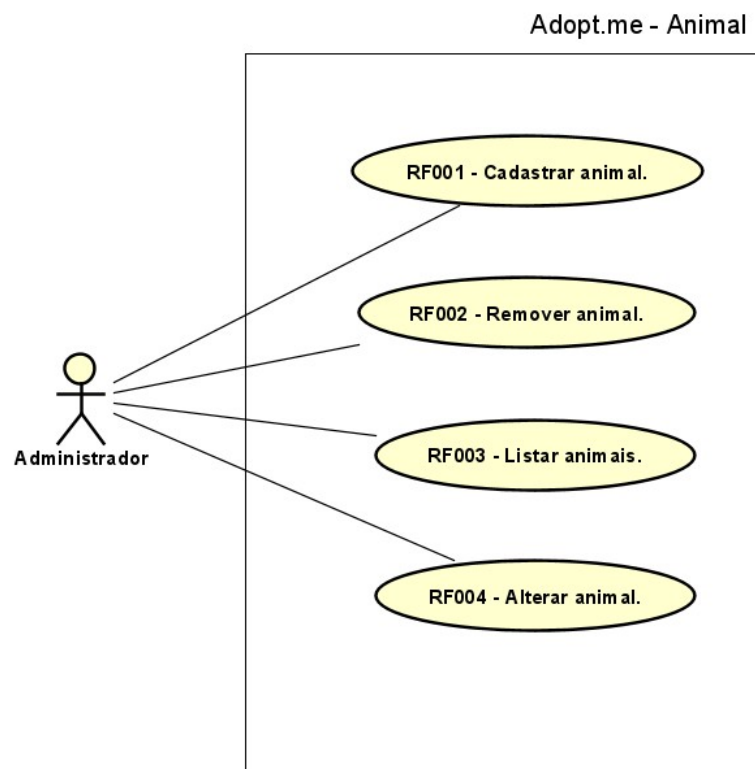 Adopt.me - Animal
RF001 - Cadastrar animal.
RF002 - Remover animal.
RF003 - Listar animais.
Administrador
RF004 - Alterar animal.